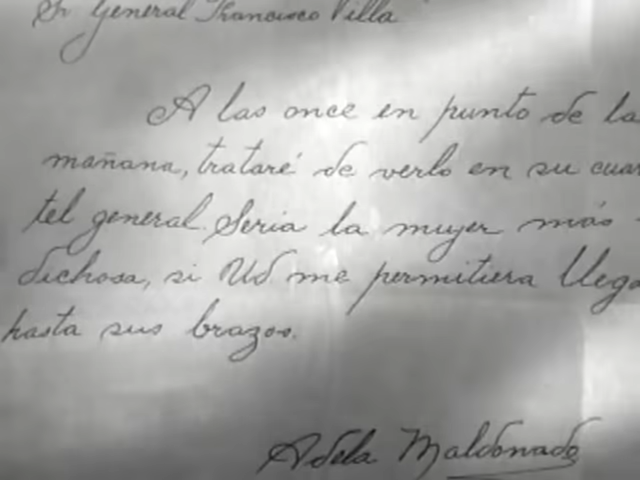 Sr General Francisco Villa
A las once en punto de la
mañana, trataré de verlo en su cuar
tel general. Seria la mujer más
dichosa, si Ud. me permitiera llega
hasta sus brazos.
Adela Maldonado